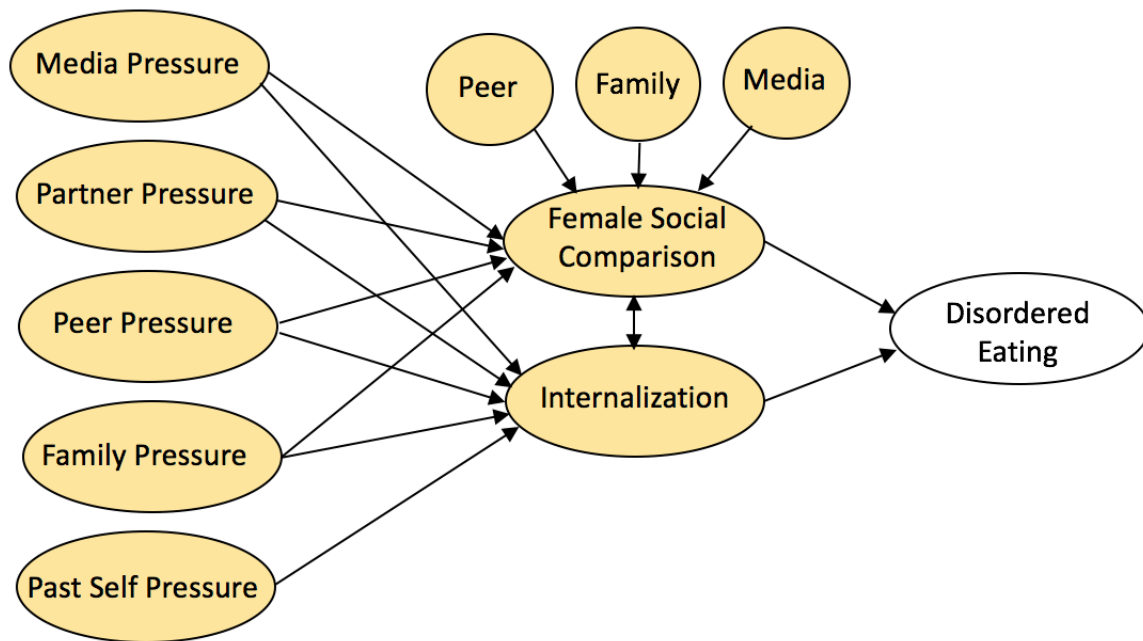 Media Pressure
Partner Pressure
Peer Pressure
Family Pressure
Past Self Pressure
Peer
Family
Media
Female Social
Comparison
Internalization
Disordered
Eating